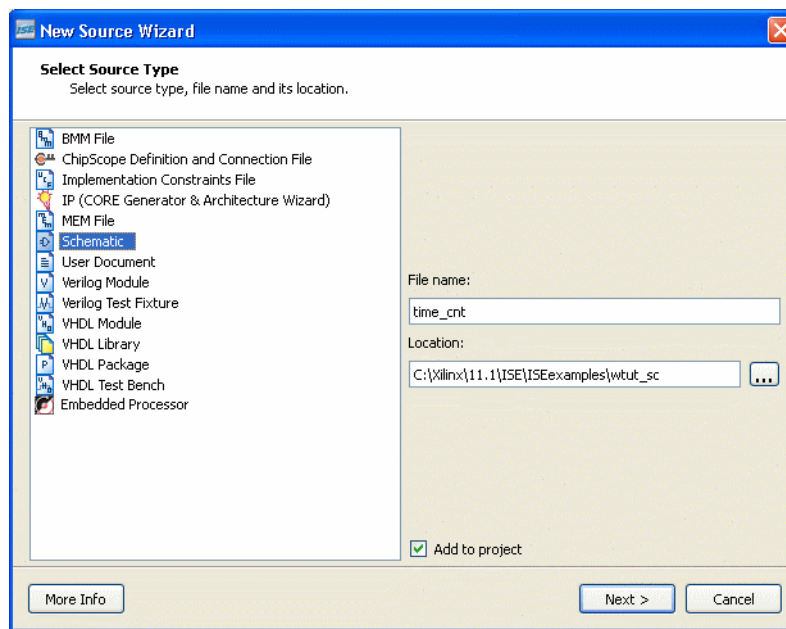 ISE New Source Wizard
Select Source Type
Select source type, file name and its location.
BMM File
ChipScope Definition and Connection File
Implementation Constraints File
IP (CORE Generator & Architecture Wizard)
MEM File
Schematic
User Document
Verilog Module
Verilog Test Fixture
VHDL Module
VHDL Library
VHDL Package
VHDL Test Bench
Embedded Processor
File name:
time_cnt
Location:
C:\Xilinx\11.1\ISE\ISEexamples\wtut_sc
...
Add to project
More Info
Next >
Cancel